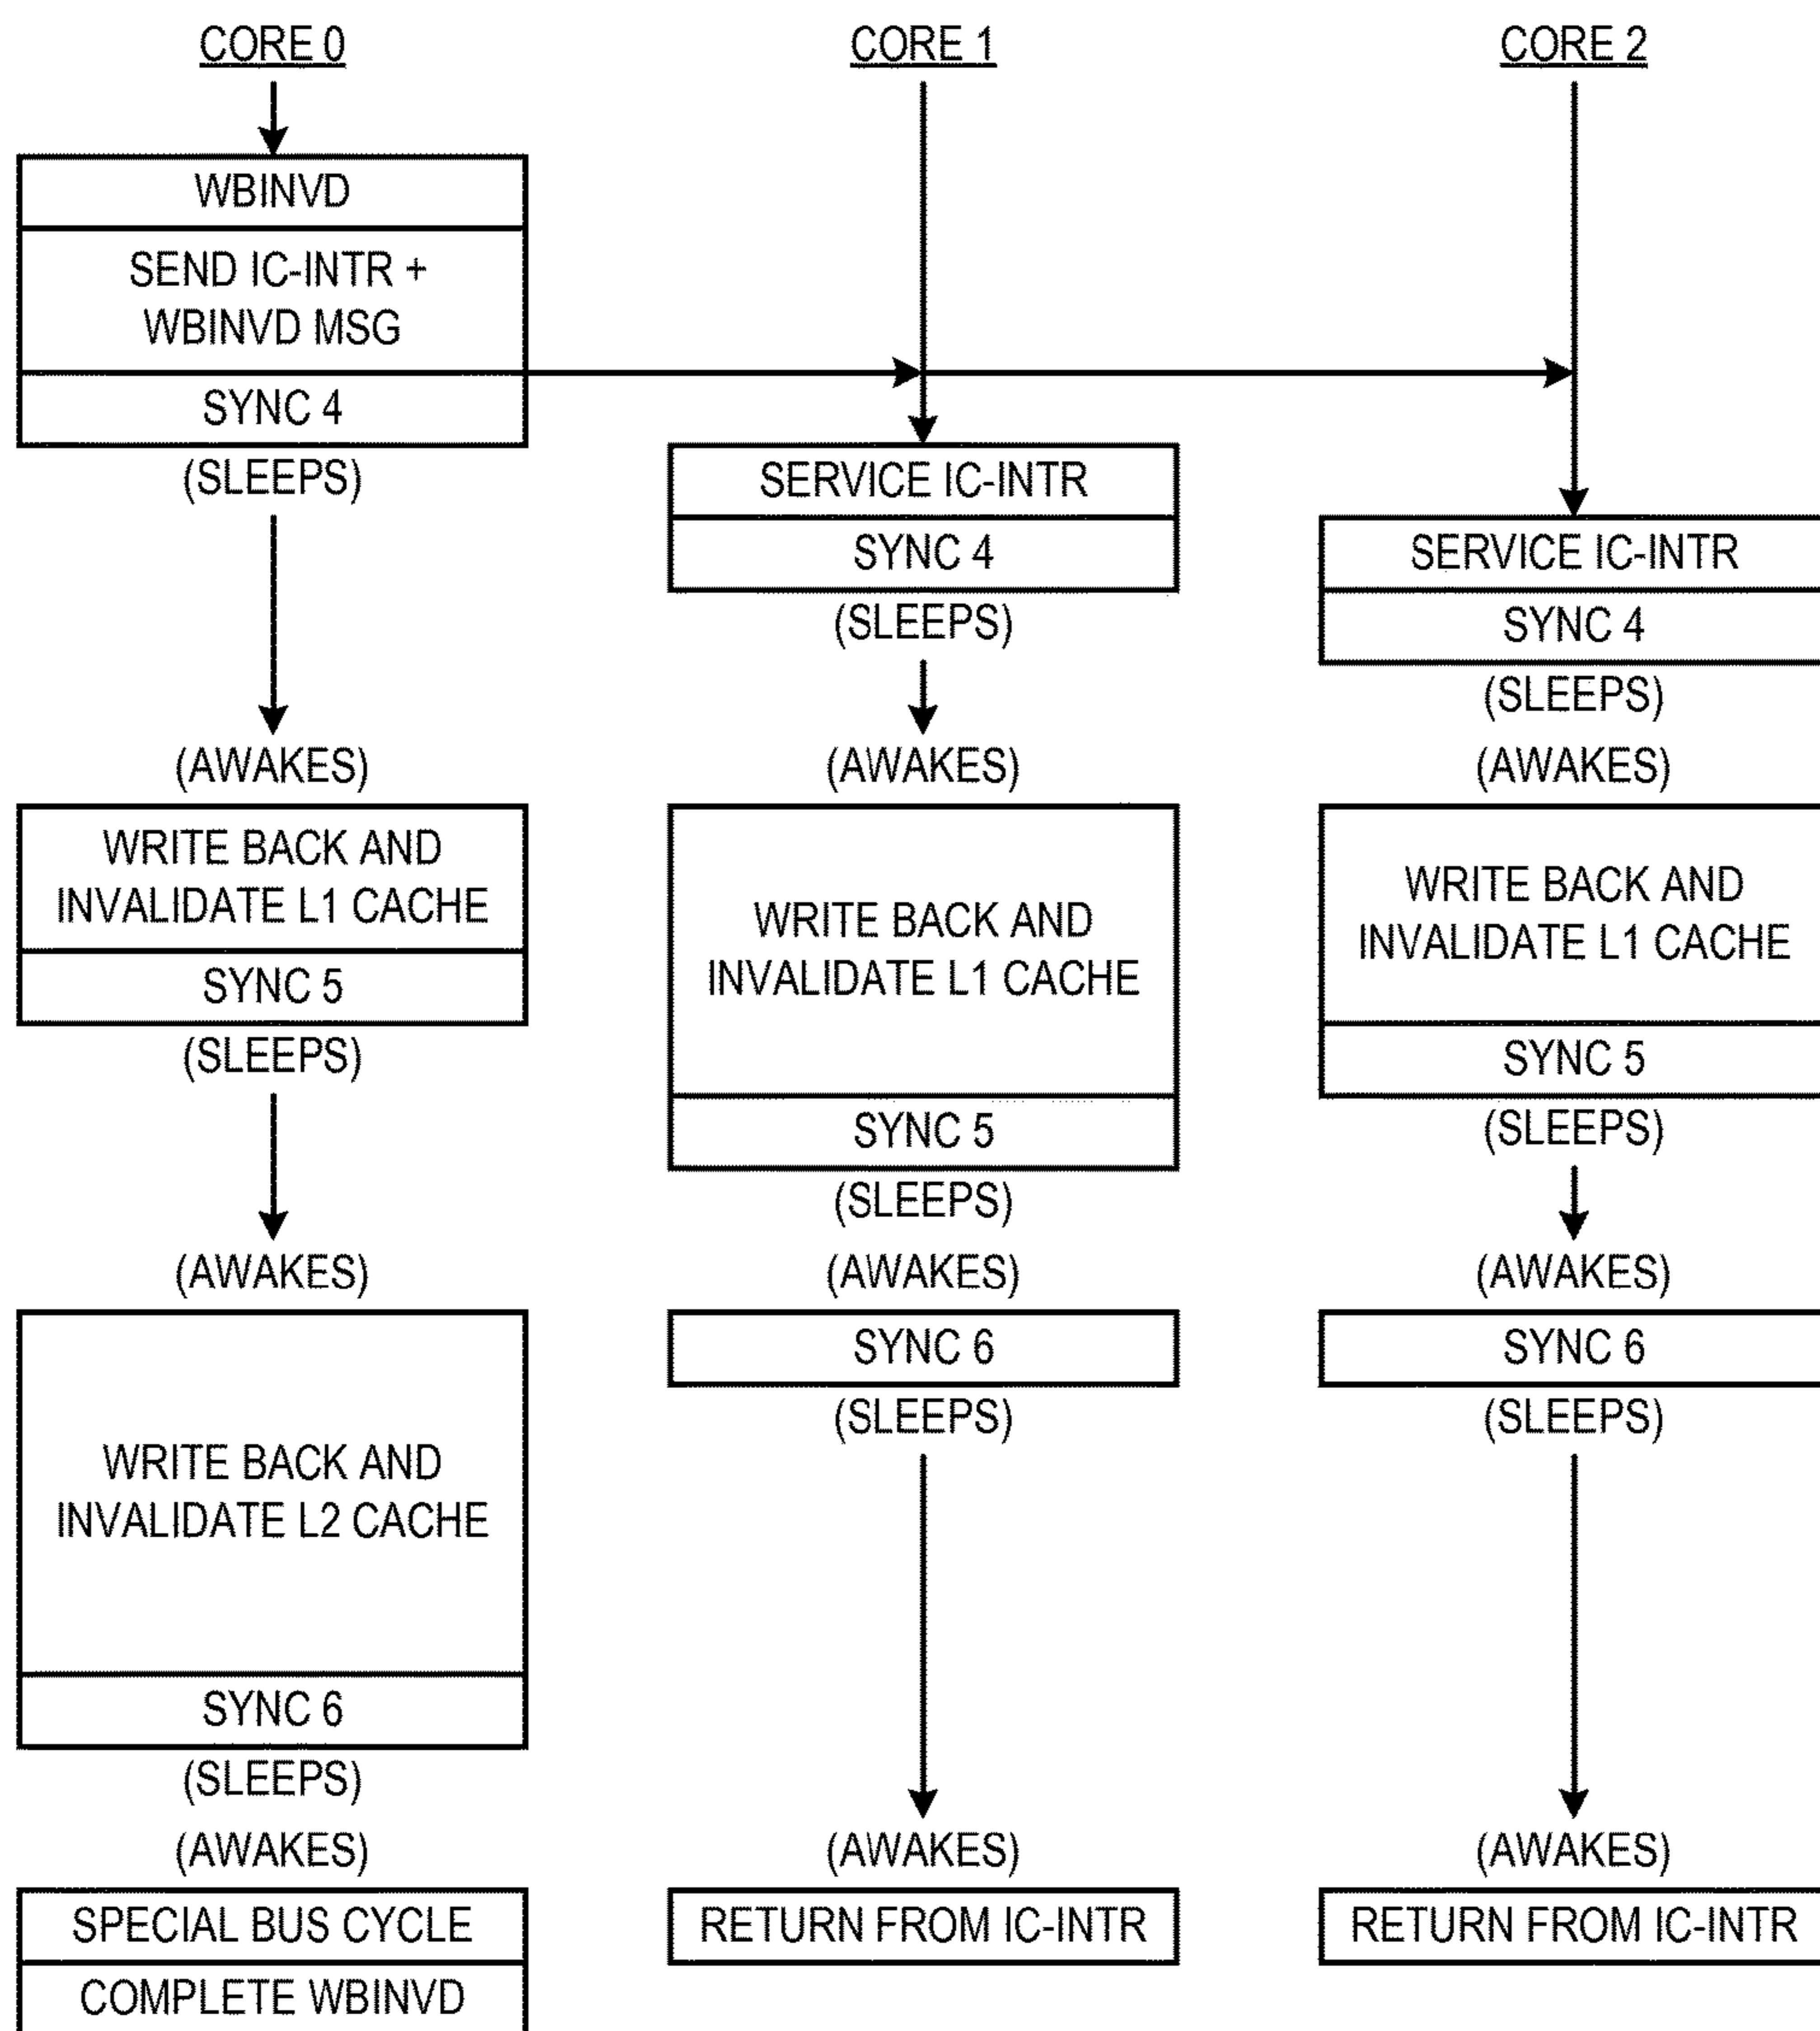 CORE 0
WBINVD
SEND IC-INTR +
WBINVD MSG
SYNC 4
(SLEEPS)
(AWAKES)
WRITE BACK AND
INVALIDATE L1 CACHE
SYNC 5
(SLEEPS)
(AWAKES)
WRITE BACK AND
INVALIDATE L2 CACHE
SYNC 6
(SLEEPS)
(AWAKES)
SPECIAL BUS CYCLE
COMPLETE WBINVD
CORE 1
SERVICE IC-INTR
SYNC 4
(SLEEPS)
(AWAKES)
WRITE BACK AND
INVALIDATE L1 CACHE
SYNC 5
(SLEEPS)
(AWAKES)
SYNC 6
(SLEEPS)
(AWAKES)
RETURN FROM IC-INTR
CORE 2
SERVICE IC-INTR
SYNC 4
(SLEEPS)
(AWAKES)
WRITE BACK AND
INVALIDATE L1 CACHE
SYNC 5
(SLEEPS)
(AWAKES)
SYNC 6
(SLEEPS)
(AWAKES)
RETURN FROM IC-INTR